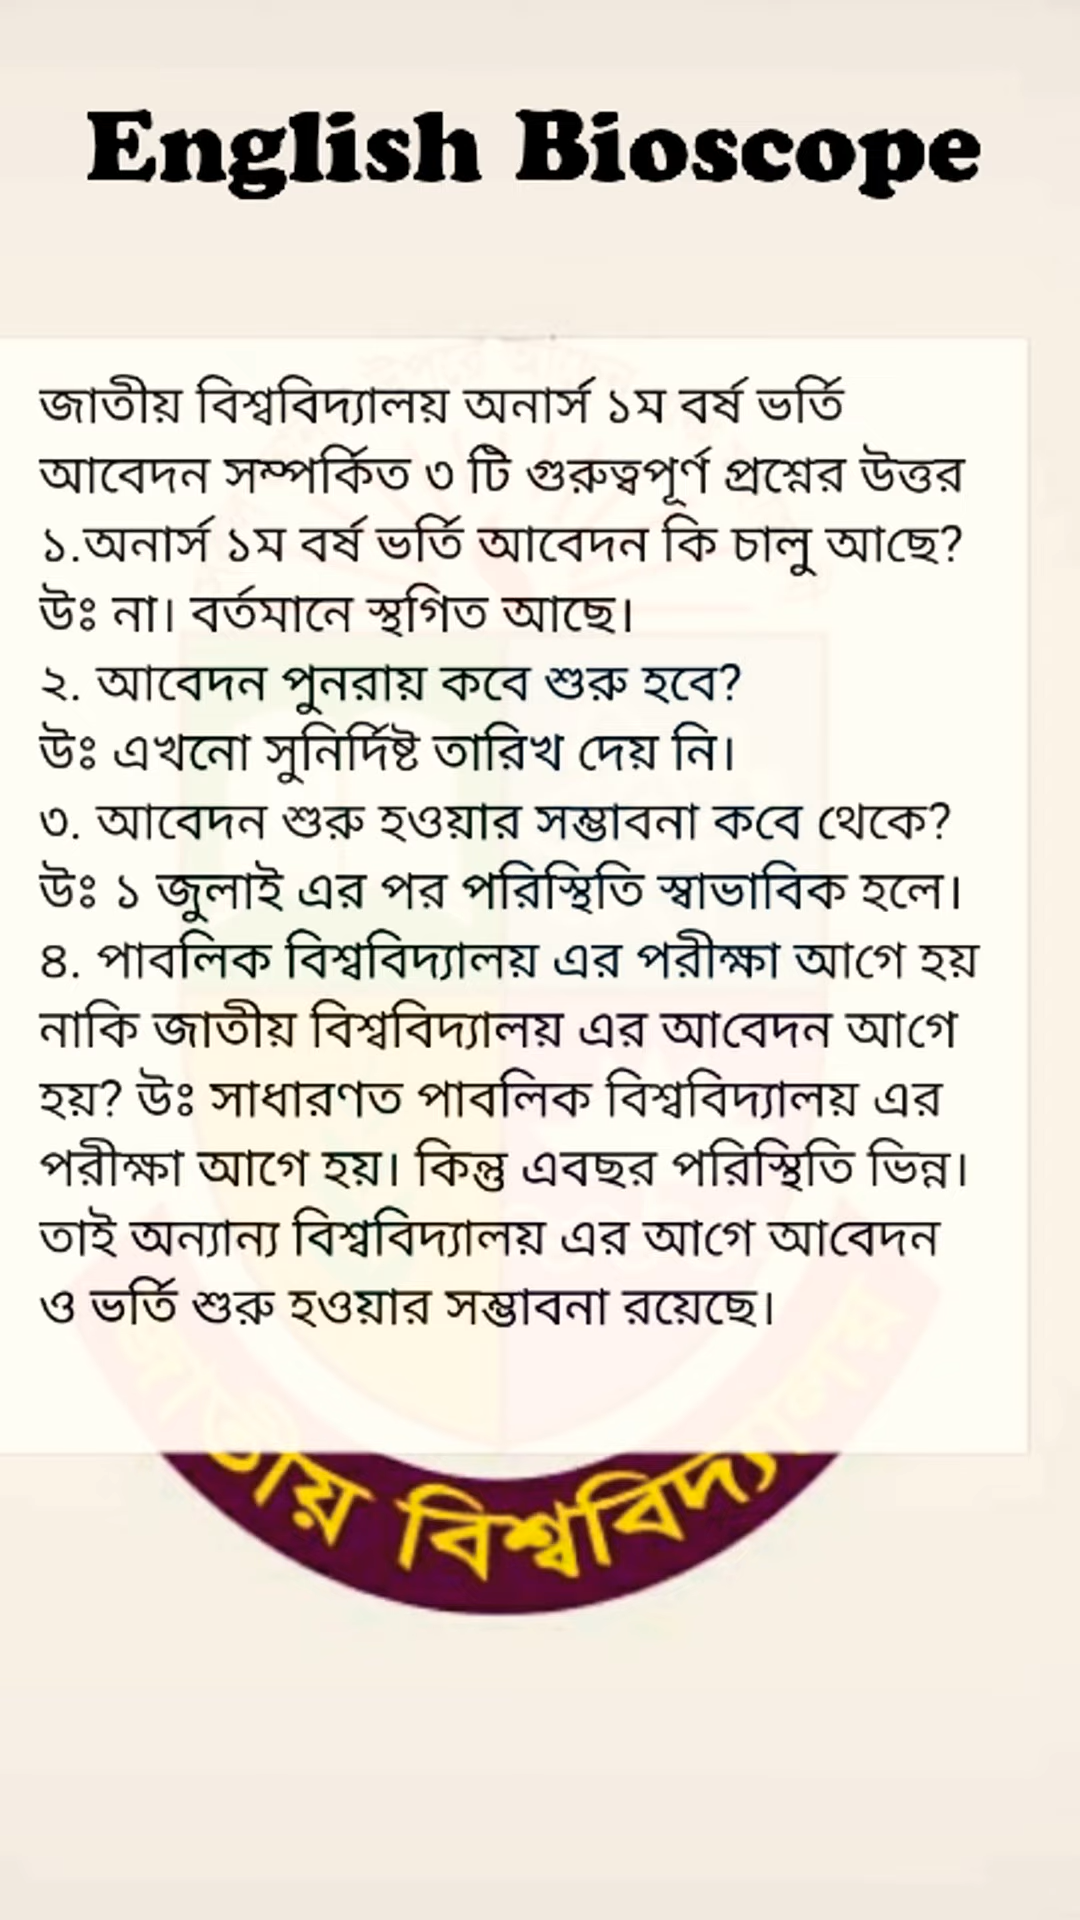 English Bioscope
জাতীয় বিশ্ববিদ্যালয় অনার্স ১ম বর্ষ ভর্তি
আবেদন সম্পর্কিত ৩ টি গুরুত্বপূর্ণ প্রশ্নের উত্তর
১.অনার্স ১ম বর্ষ ভর্তি আবেদন কি চালু আছে?
উঃ না। বর্তমানে স্থগিত আছে।
২. আবেদন পুনরায় কবে শুরু হবে?
উঃ এখনো সুনির্দিষ্ট তারিখ দেয় নি।
৩. আবেদন শুরু হওয়ার সম্ভাবনা কবে থেকে?
উঃ ১ জুলাই এর পর পরিস্থিতি স্বাভাবিক হলে।
৪. পাবলিক বিশ্ববিদ্যালয় এর পরীক্ষা আগে হয়
নাকি জাতীয় বিশ্ববিদ্যালয় এর আবেদন আগে
হয়? উঃ সাধারণত পাবলিক বিশ্ববিদ্যালয় এর
পরীক্ষা আগে হয়। কিন্তু এবছর পরিস্থিতি ভিন্ন।
তাই অন্যান্য বিশ্ববিদ্যালয় এর আগে আবেদন
ও ভর্তি শুরু হওয়ার সম্ভাবনা রয়েছে।
জাতীয় বিশ্ববিদ্যালয়